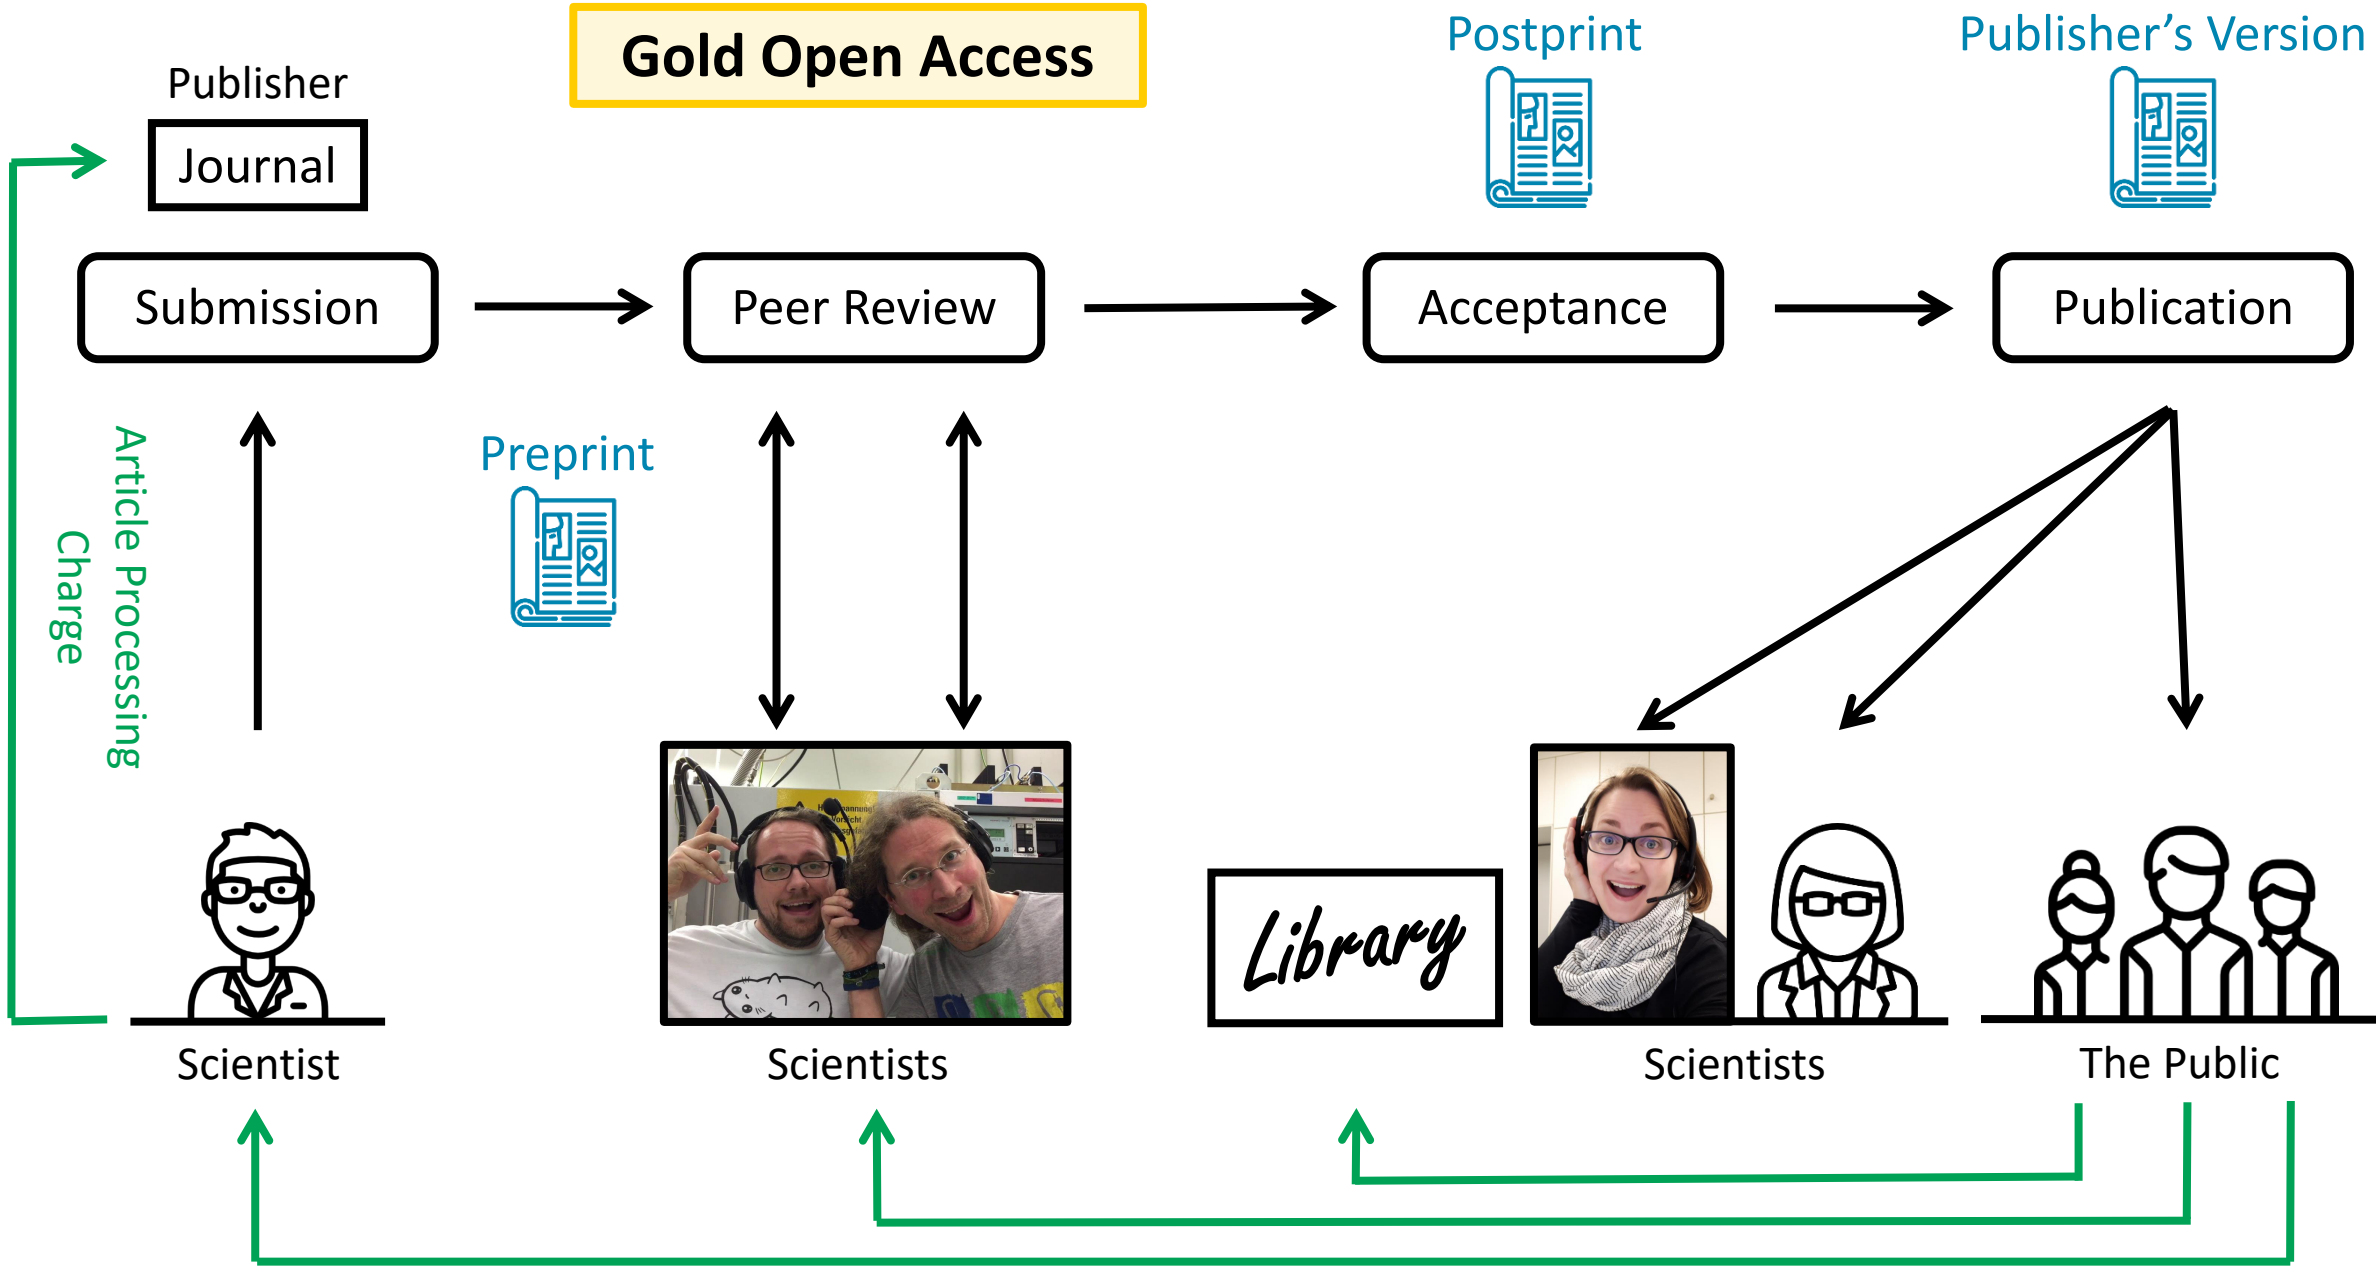 Gold Open Access
Postprint
Publisher's Version
Publisher
Journal
Submission
Peer Review
Acceptance
Publication
Article Processing
Charge
Preprint
Library
Scientist
Scientists
Scientists
The Public